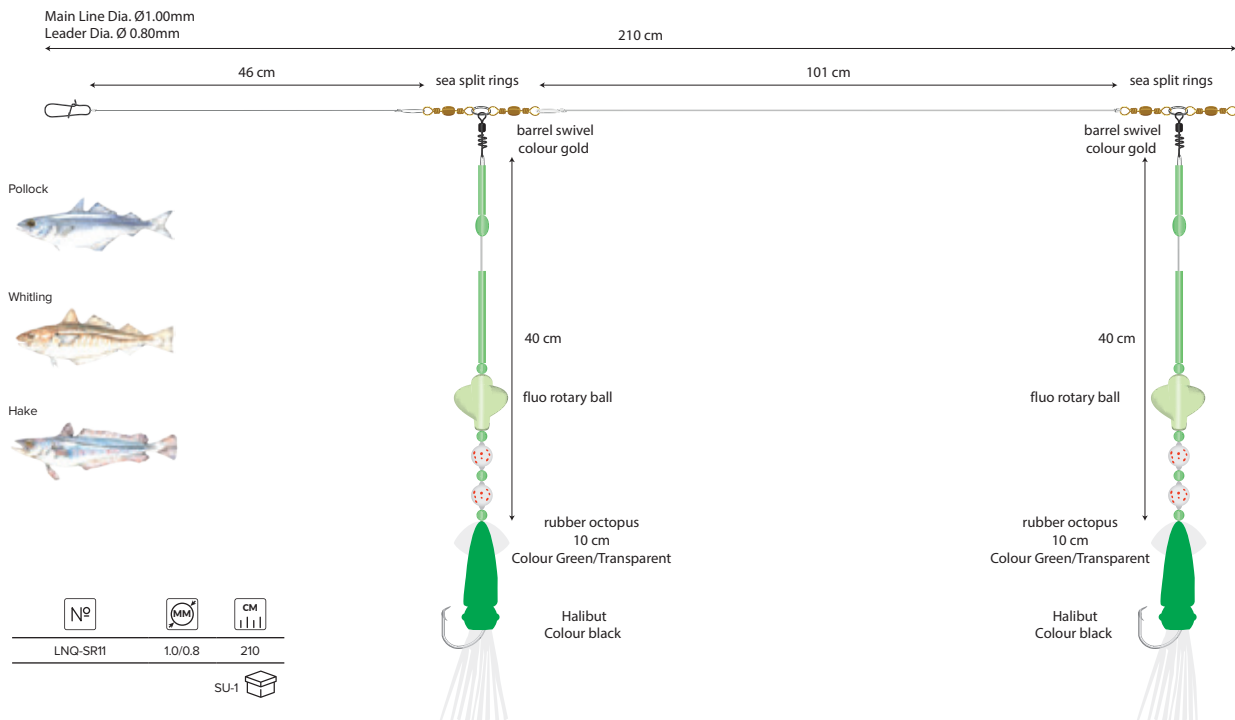 Main Line Dia. Ø1.00mm
Leader Dia. Ø 0.80mm
210 cm
46 cm
sea split rings
101 cm
sea split rings
barrel swivel
colour gold
barrel swivel
colour gold
Pollock
Whitling
Hake
40 cm
40 cm
fluo rotary ball
fluo rotary ball
rubber octopus
10 cm
Colour Green/Transparent
rubber octopus
10 cm
Colour Green/Transparent
Halibut
Colour black
Halibut
Colour black
Nº MM CM
LNQ-SR11 1.0/0.8 210
SU-1